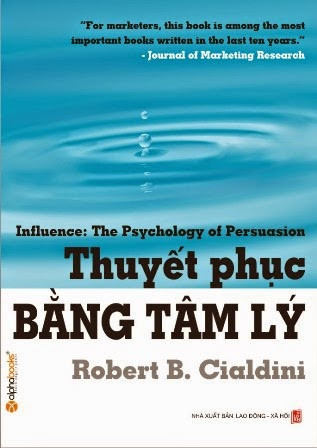 “For marketers, this book is among the most
important books written in the last ten years.”
- Journal of Marketing Research
Influence: The Psychology of Persuasion
Thuyết phục
BẰNG TÂM LÝ
Robert B. Cialdini
alphabooks
NHÀ XUẤT BẢN LAO ĐỘNG - XÃ HỘI